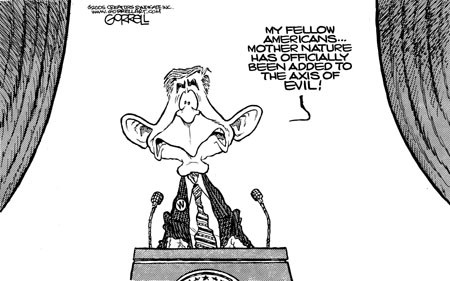 ©2005 CREATORS SYNDICATE INC.
WWW.GORRELLART.COM
GORRELL
MY FELLOW
AMERICANS...
MOTHER NATURE
HAS OFFICIALLY
BEEN ADDED TO
THE AXIS OF
EVIL!
W